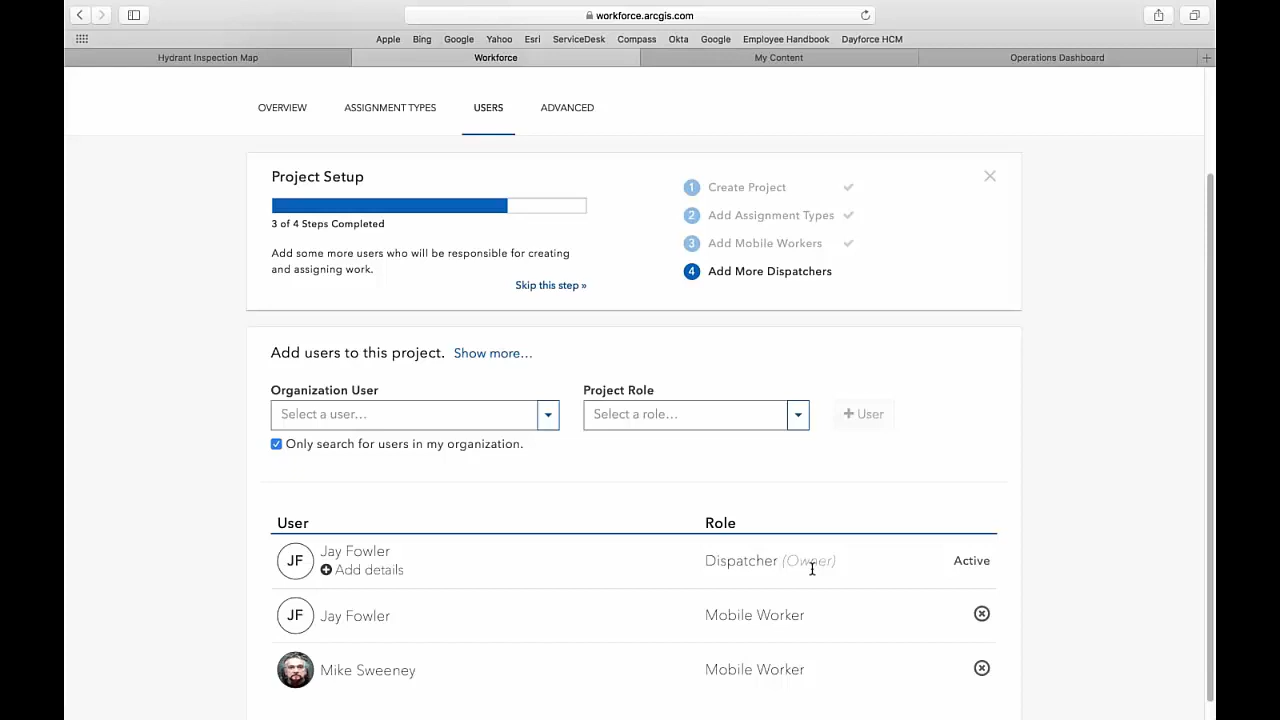 workforce.arcgis.com
Apple Bing Google Yahoo Esri ServiceDesk Compass Okta Google Employee Handbook Dayforce HCM
Hydrant Inspection Map Workforce My Content Operations Dashboard
OVERVIEW ASSIGNMENT TYPES USERS ADVANCED
Project Setup
3 of 4 Steps Completed
Add some more users who will be responsible for creating
and assigning work.
Skip this step »
1 Create Project
2 Add Assignment Types
3 Add Mobile Workers
4 Add More Dispatchers
Add users to this project. Show more...
Organization User Project Role
Select a user... Select a role... + User
Only search for users in my organization.
User Role
JF Jay Fowler Dispatcher (Owner) Active
Add details
JF Jay Fowler Mobile Worker
Mike Sweeney Mobile Worker